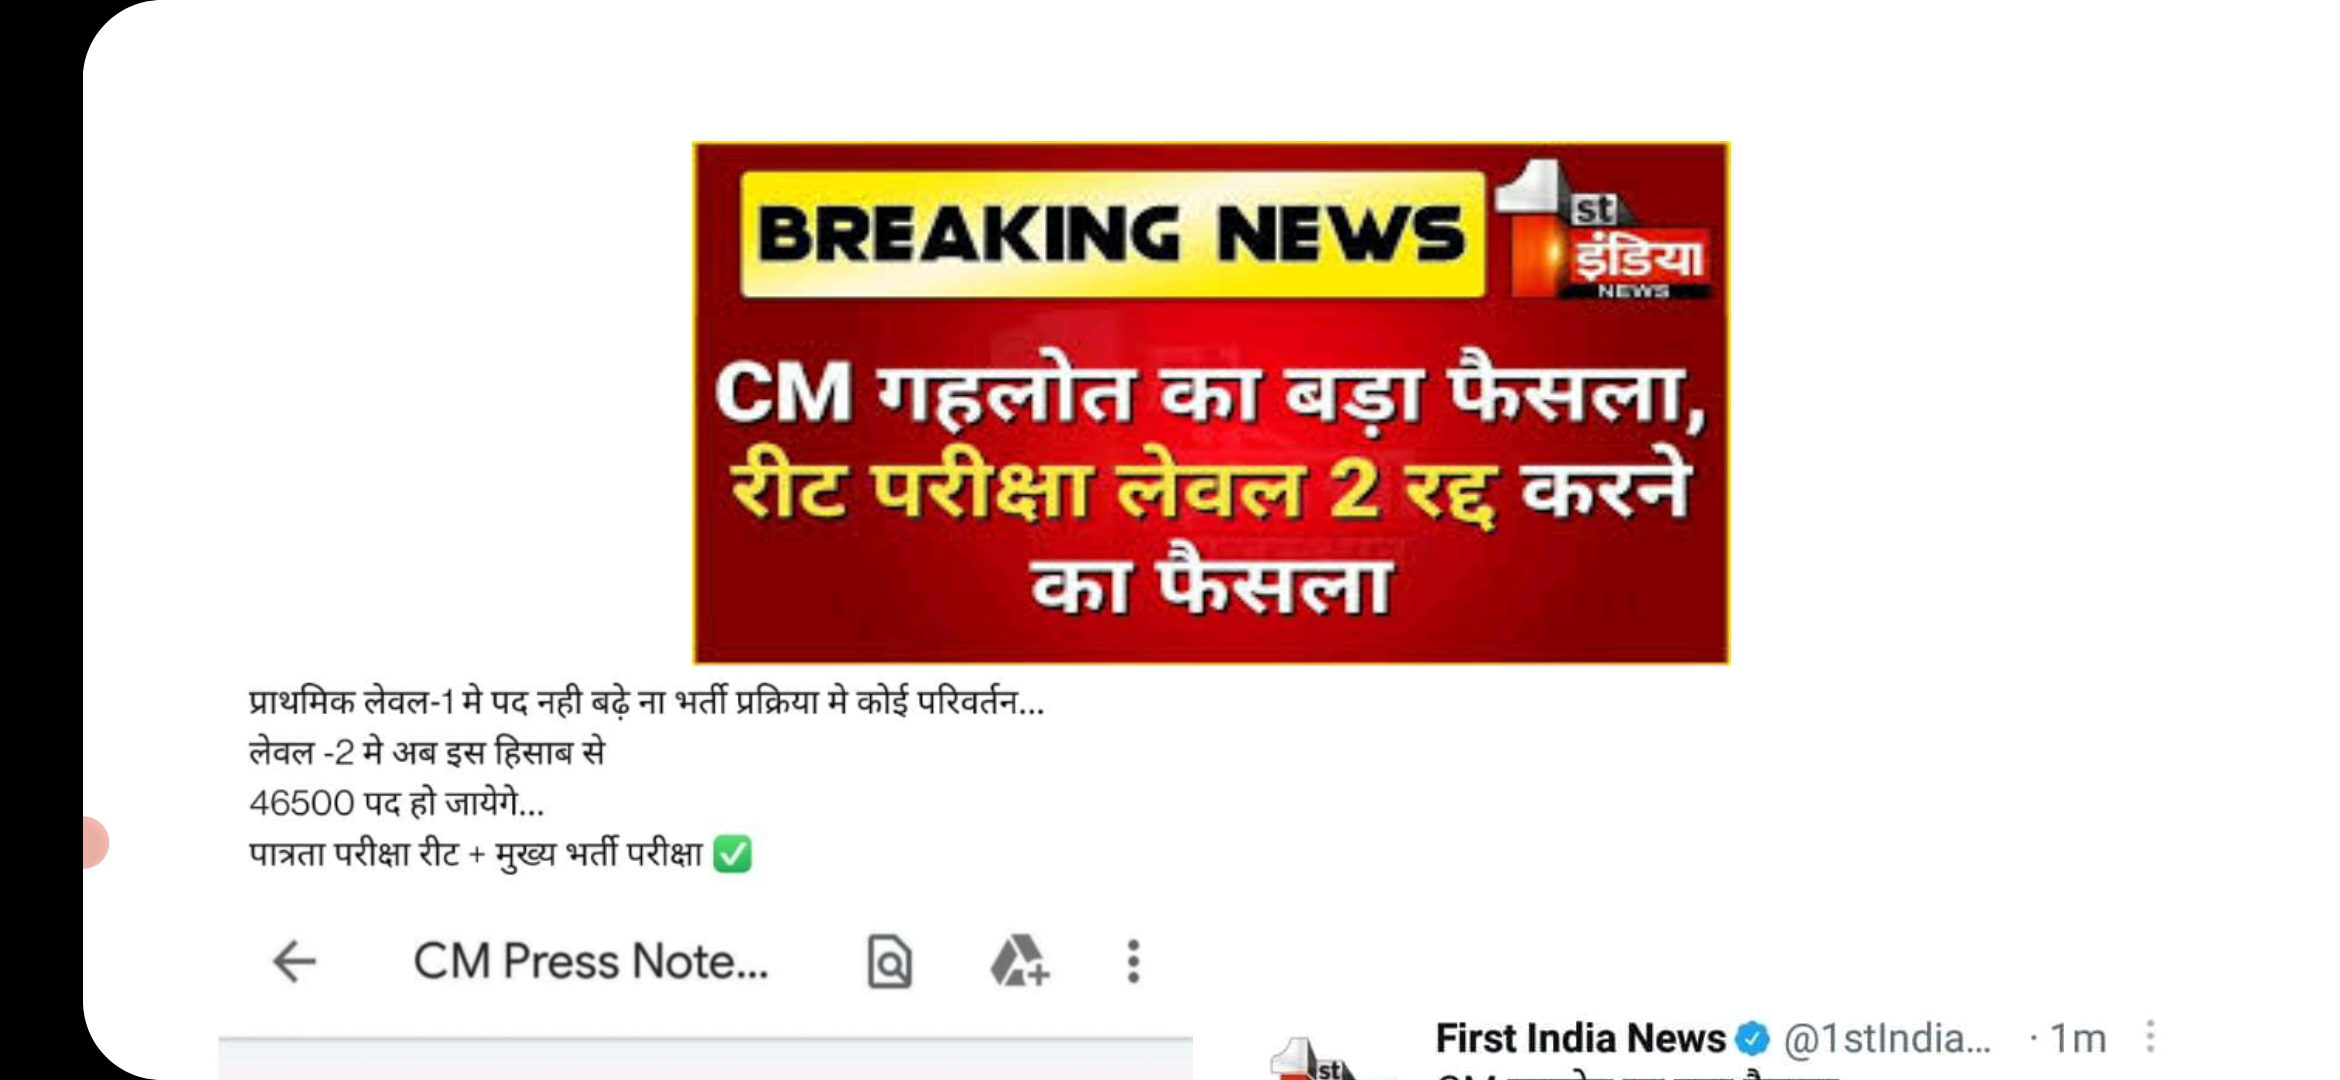 BREAKING NEWS
1st
इंडिया
NEWS
CM गहलोत का बड़ा फैसला,
रीट परीक्षा लेवल 2 रद्द करने
का फैसला
प्राथमिक लेवल-1 मे पद नही बढ़े ना भर्ती प्रक्रिया मे कोई परिवर्तन...
लेवल -2 मे अब इस हिसाब से
46500 पद हो जायेगे...
पात्रता परीक्षा रीट + मुख्य भर्ती परीक्षा ✅
CM Press Note...
First India News @1stIndia... · 1m
st